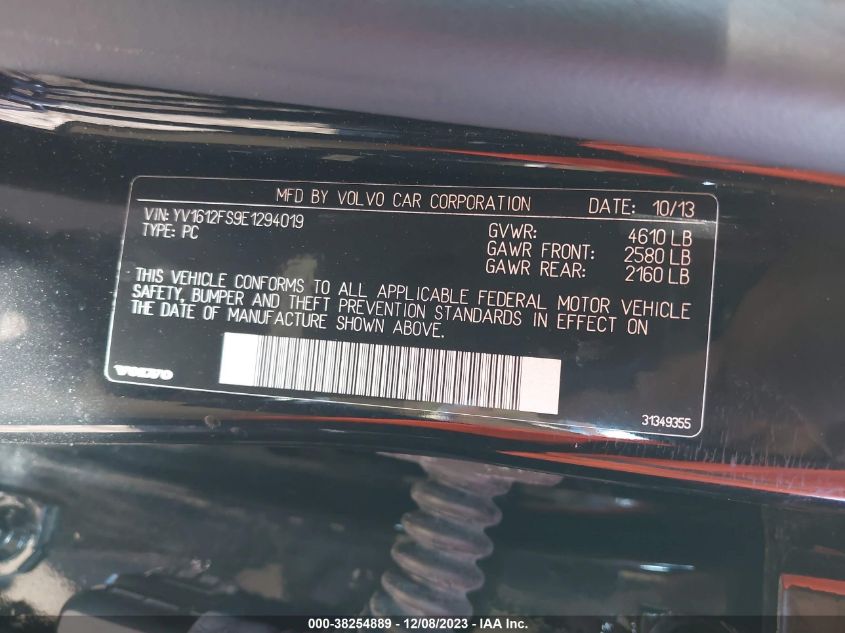 MFD BY VOLVO CAR CORPORATION DATE: 10/13
VIN: YV1612FS9E1294019
TYPE: PC
GVWR: 4610 LB
GAWR FRONT: 2580 LB
GAWR REAR: 2160 LB
THIS VEHICLE CONFORMS TO ALL APPLICABLE FEDERAL MOTOR VEHICLE
SAFETY, BUMPER AND THEFT PREVENTION STANDARDS IN EFFECT ON
THE DATE OF MANUFACTURE SHOWN ABOVE.
VOLVO
31349355
000-38254889 - 12/08/2023 - IAA Inc.